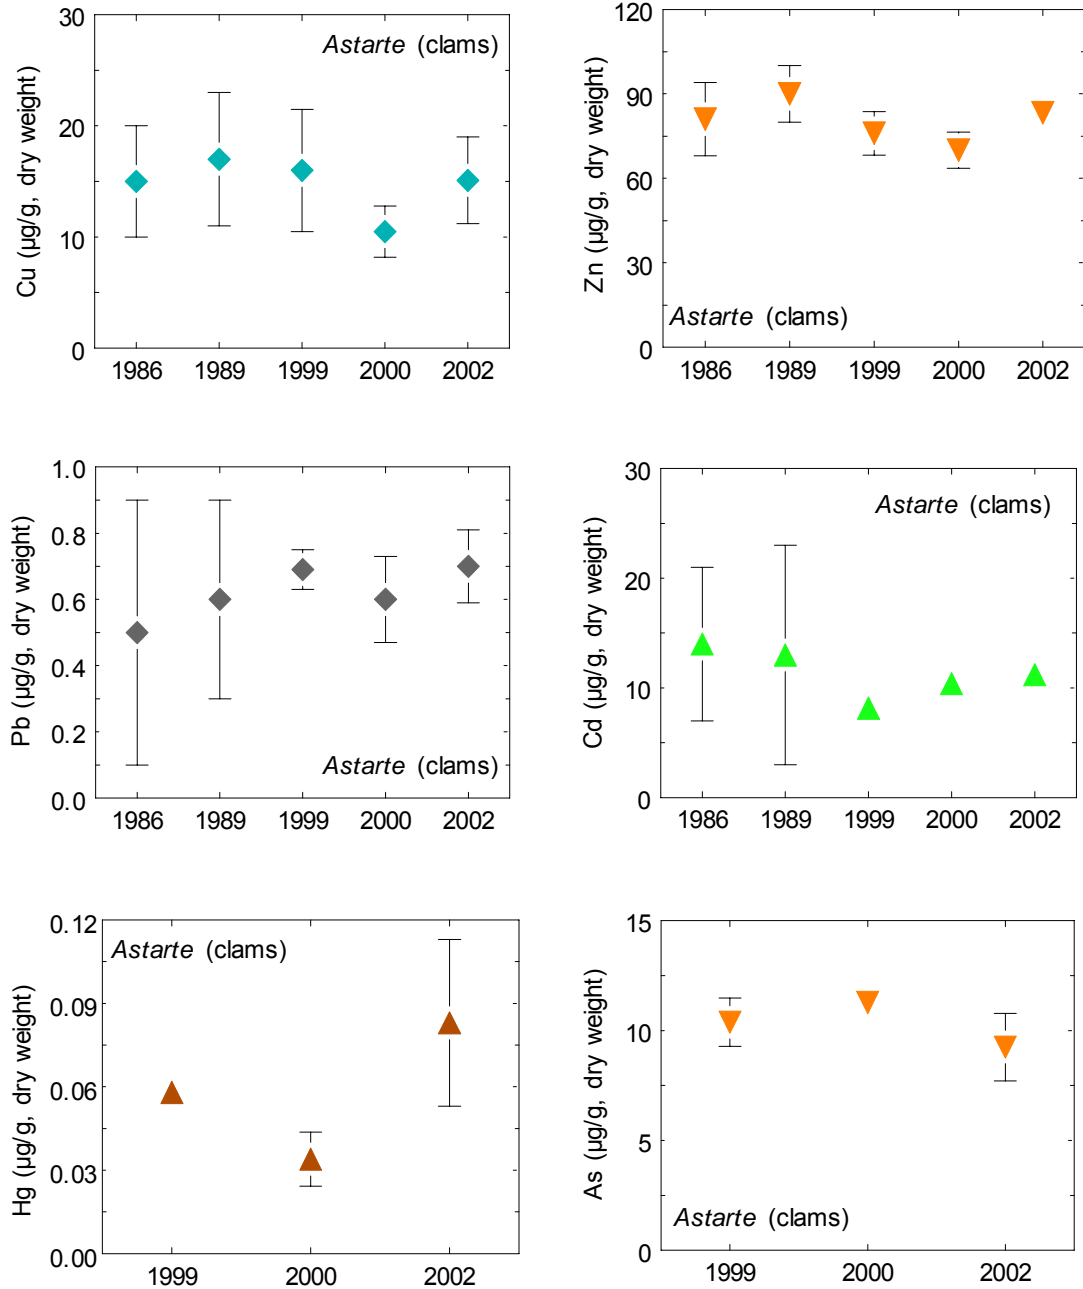 30
20
10
0
Cu (µg/g, dry weight)
Astarte (clams)
1986 1989 1999 2000 2002
120
90
60
30
0
Zn (µg/g, dry weight)
Astarte (clams)
1986 1989 1999 2000 2002
1.0
0.8
0.6
0.4
0.2
0.0
Pb (µg/g, dry weight)
Astarte (clams)
1986 1989 1999 2000 2002
30
20
10
0
Cd (µg/g, dry weight)
Astarte (clams)
1986 1989 1999 2000 2002
0.12
0.09
0.06
0.03
0.00
Hg (µg/g, dry weight)
Astarte (clams)
1999 2000 2002
15
10
5
0
As (µg/g, dry weight)
Astarte (clams)
1999 2000 2002